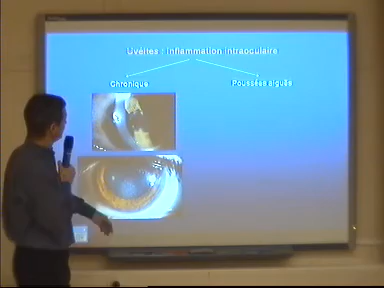 Uvéites : Inflammation intraoculaire
Chronique
Poussées aiguës